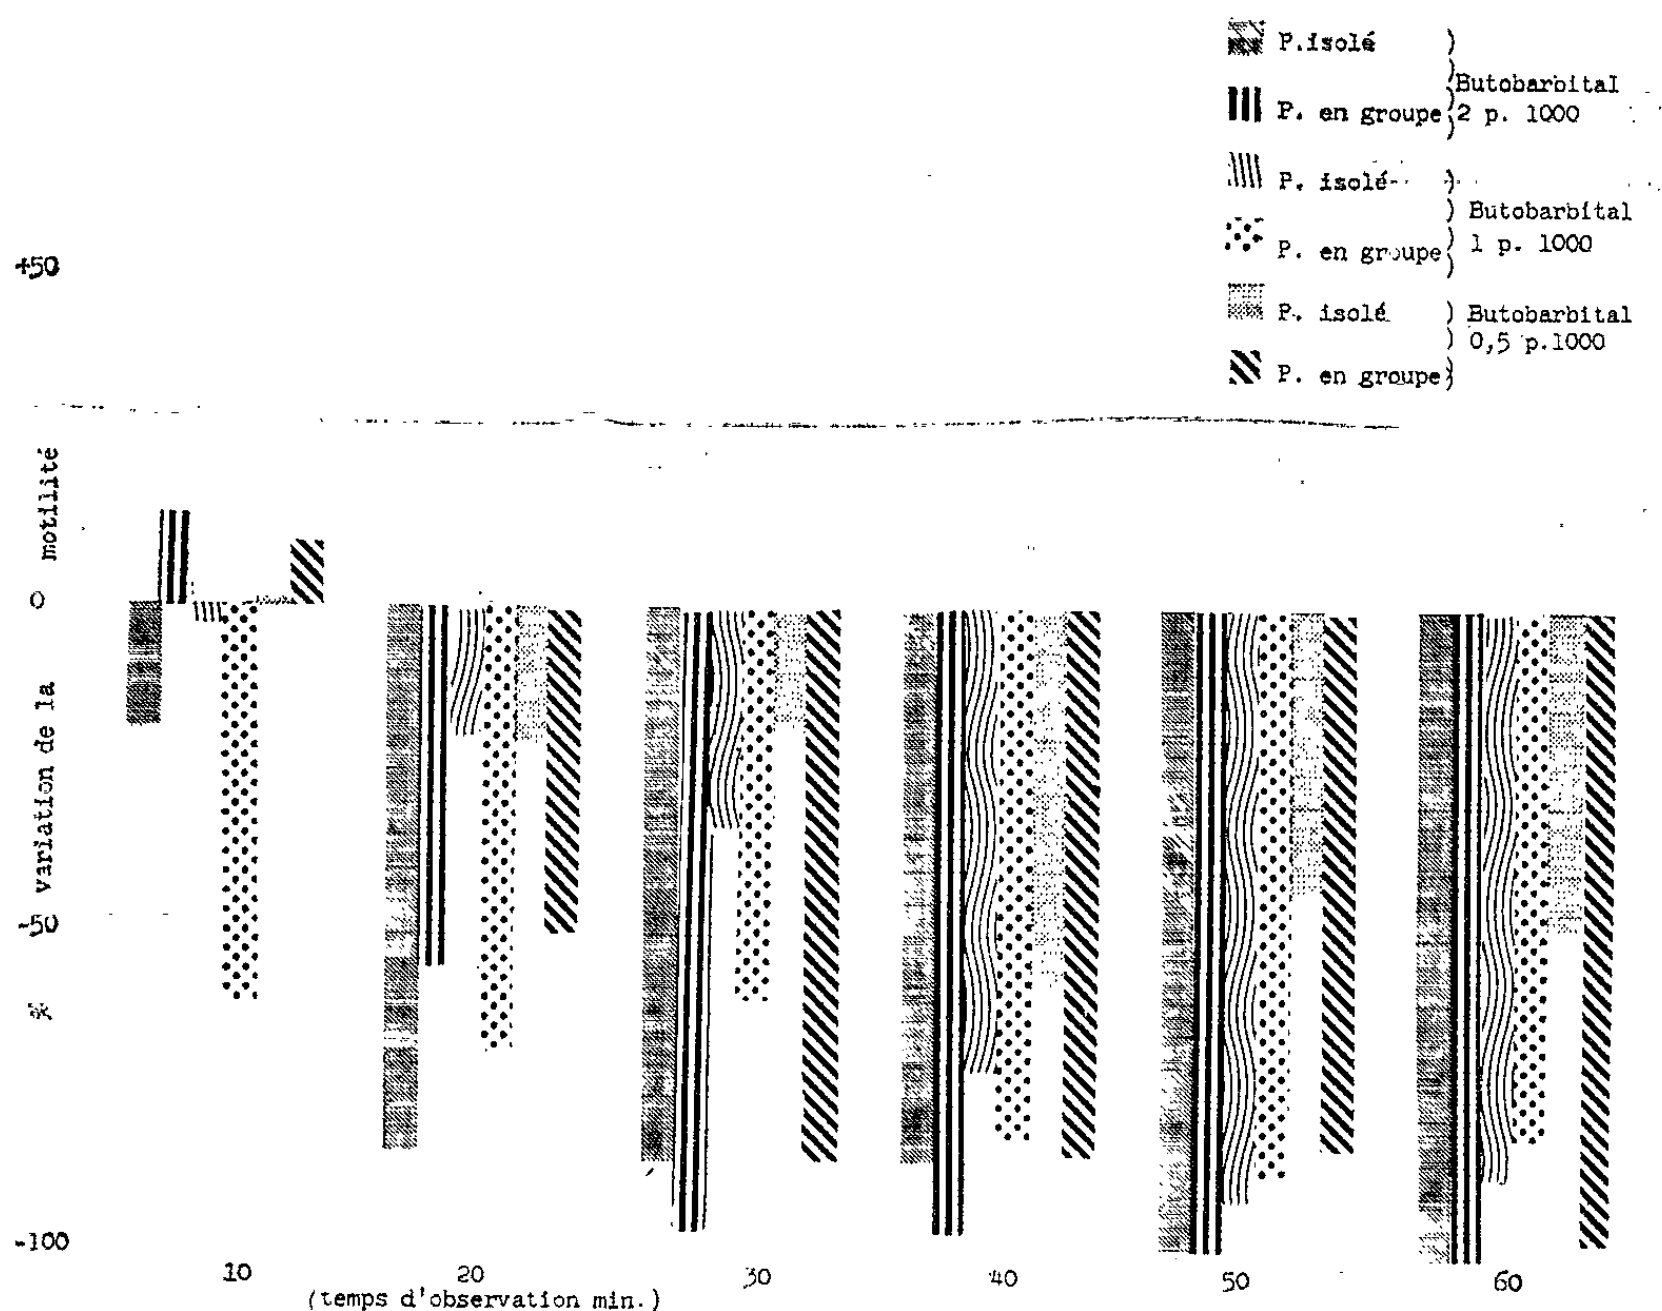 P.isolé
P. en groupe
Butobarbital
2 p. 1000
P. isolé
P. en groupe
Butobarbital
1 p. 1000
P. isolé
P. en groupe
Butobarbital
0,5 p.1000
+50
0
-50
-100
% variation de la motilité
10 20 30 40 50 60
(temps d'observation min.)